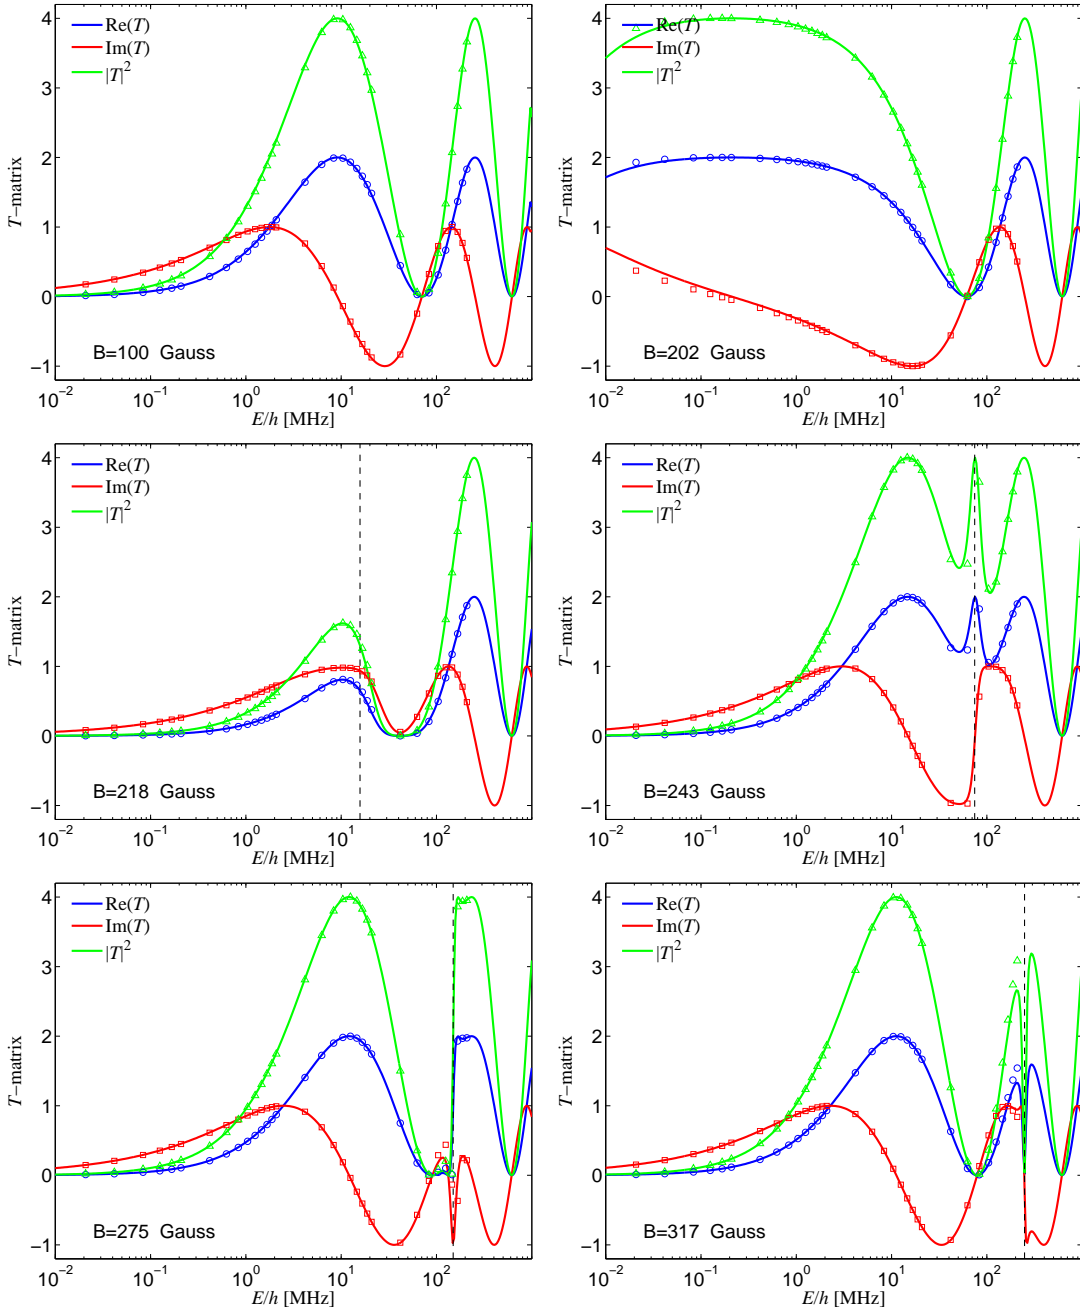 Re(T)
Im(T)
|T|²
T−matrix
4
3
2
1
0
−1
B=100 Gauss
10⁻² 10⁻¹ 10⁰ 10¹ 10²
E/h [MHz]
Re(T)
Im(T)
|T|²
T−matrix
4
3
2
1
0
−1
B=202 Gauss
10⁻² 10⁻¹ 10⁰ 10¹ 10²
E/h [MHz]
Re(T)
Im(T)
|T|²
T−matrix
4
3
2
1
0
−1
B=218 Gauss
10⁻² 10⁻¹ 10⁰ 10¹ 10²
E/h [MHz]
Re(T)
Im(T)
|T|²
T−matrix
4
3
2
1
0
−1
B=243 Gauss
10⁻² 10⁻¹ 10⁰ 10¹ 10²
E/h [MHz]
Re(T)
Im(T)
|T|²
T−matrix
4
3
2
1
0
−1
B=275 Gauss
10⁻² 10⁻¹ 10⁰ 10¹ 10²
E/h [MHz]
Re(T)
Im(T)
|T|²
T−matrix
4
3
2
1
0
−1
B=317 Gauss
10⁻² 10⁻¹ 10⁰ 10¹ 10²
E/h [MHz]